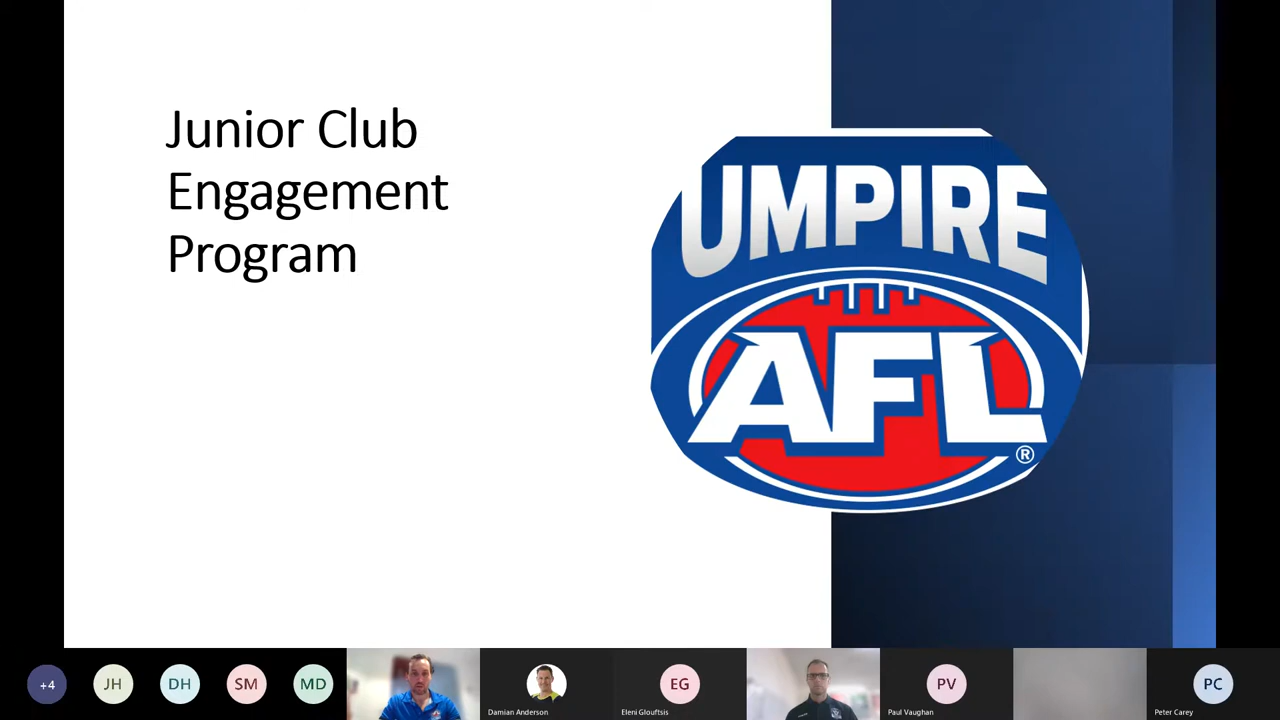 Junior Club
Engagement
Program
UMPIRE
AFL
®
+4
JH
DH
SM
MD
Damian Anderson
EG
Eleni Glouftsis
PV
Paul Vaughan
PC
Peter Carey